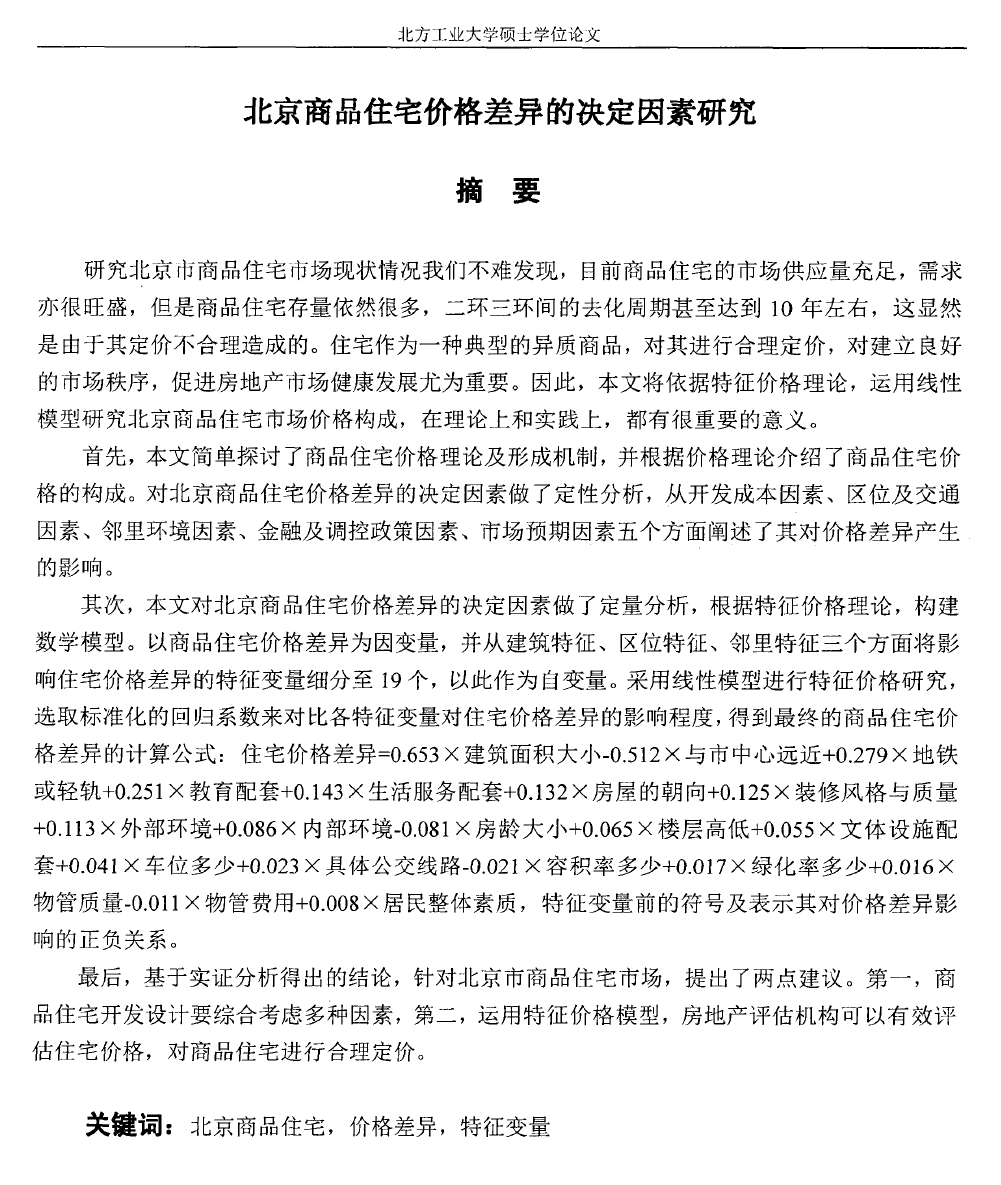 北方工业大学硕士学位论文
北京商品住宅价格差异的决定因素研究
摘 要
研究北京市商品住宅市场现状情况我们不难发现，目前商品住宅的市场供应量充足，需求
亦很旺盛，但是商品住宅存量依然很多，二环三环间的去化周期甚至达到 10 年左右，这显然
是由于其定价不合理造成的。住宅作为一种典型的异质商品，对其进行合理定价，对建立良好
的市场秩序，促进房地产市场健康发展尤为重要。因此，本文将依据特征价格理论，运用线性
模型研究北京商品住宅市场价格构成，在理论上和实践上，都有很重要的意义。
首先，本文简单探讨了商品住宅价格理论及形成机制，并根据价格理论介绍了商品住宅价
格的构成。对北京商品住宅价格差异的决定因素做了定性分析，从开发成本因素、区位及交通
因素、邻里环境因素、金融及调控政策因素、市场预期因素五个方面阐述了其对价格差异产生
的影响。
其次，本文对北京商品住宅价格差异的决定因素做了定量分析，根据特征价格理论，构建
数学模型。以商品住宅价格差异为因变量，并从建筑特征、区位特征、邻里特征三个方面将影
响住宅价格差异的特征变量细分至 19 个，以此作为自变量。采用线性模型进行特征价格研究，
选取标准化的回归系数来对比各特征变量对住宅价格差异的影响程度，得到最终的商品住宅价
格差异的计算公式：住宅价格差异=0.653×建筑面积大小-0.512×与市中心远近+0.279×地铁
或轻轨+0.251×教育配套+0.143×生活服务配套+0.132×房屋的朝向+0.125×装修风格与质量
+0.113×外部环境+0.086×内部环境-0.081×房龄大小+0.065×楼层高低+0.055×文体设施配
套+0.041×车位多少+0.023×具体公交线路-0.021×容积率多少+0.017×绿化率多少+0.016×
物管质量-0.011×物管费用+0.008×居民整体素质，特征变量前的符号及表示其对价格差异影
响的正负关系。
最后，基于实证分析得出的结论，针对北京市商品住宅市场，提出了两点建议。第一，商
品住宅开发设计要综合考虑多种因素，第二，运用特征价格模型，房地产评估机构可以有效评
估住宅价格，对商品住宅进行合理定价。
关键词：北京商品住宅，价格差异，特征变量